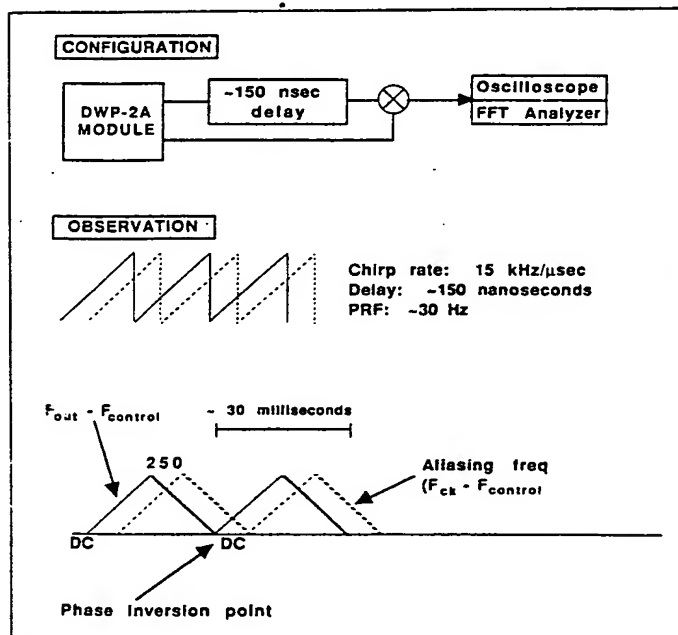 CONFIGURATION
DWP-2A
MODULE
~150 nsec
delay
Oscilloscope
FFT Analyzer
OBSERVATION
Chirp rate: 15 kHz/µsec
Delay: ~150 nanoseconds
PRF: ~30 Hz
Fout - Fcontrol
~ 30 milliseconds
250
Aliasing freq
(Fck - Fcontrol
DC
DC
Phase inversion point